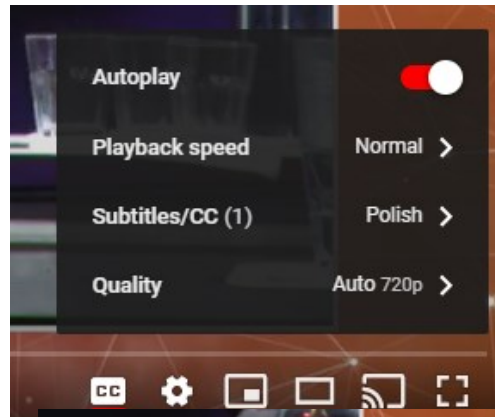 Autoplay
Playback speed Normal
Subtitles/CC (1) Polish
Quality Auto 720p
CC